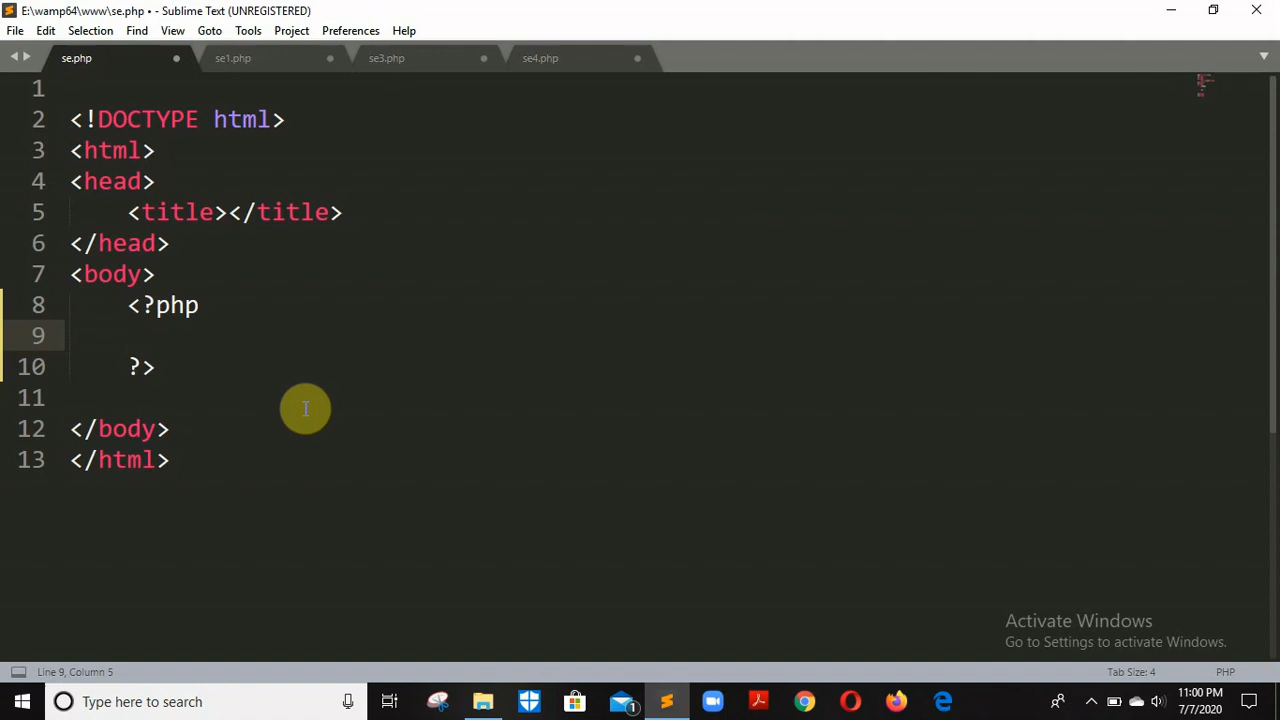 E:\wamp64\www\se.php • - Sublime Text (UNREGISTERED)
File Edit Selection Find View Goto Tools Project Preferences Help
se.php se1.php se3.php se4.php
1
2 <!DOCTYPE html>
3 <html>
4 <head>
5 <title></title>
6 </head>
7 <body>
8 <?php
9
10 ?>
11
12 </body>
13 </html>
Activate Windows
Go to Settings to activate Windows.
Line 9, Column 5 Tab Size: 4 PHP
Type here to search 1 11:00 PM
7/7/2020